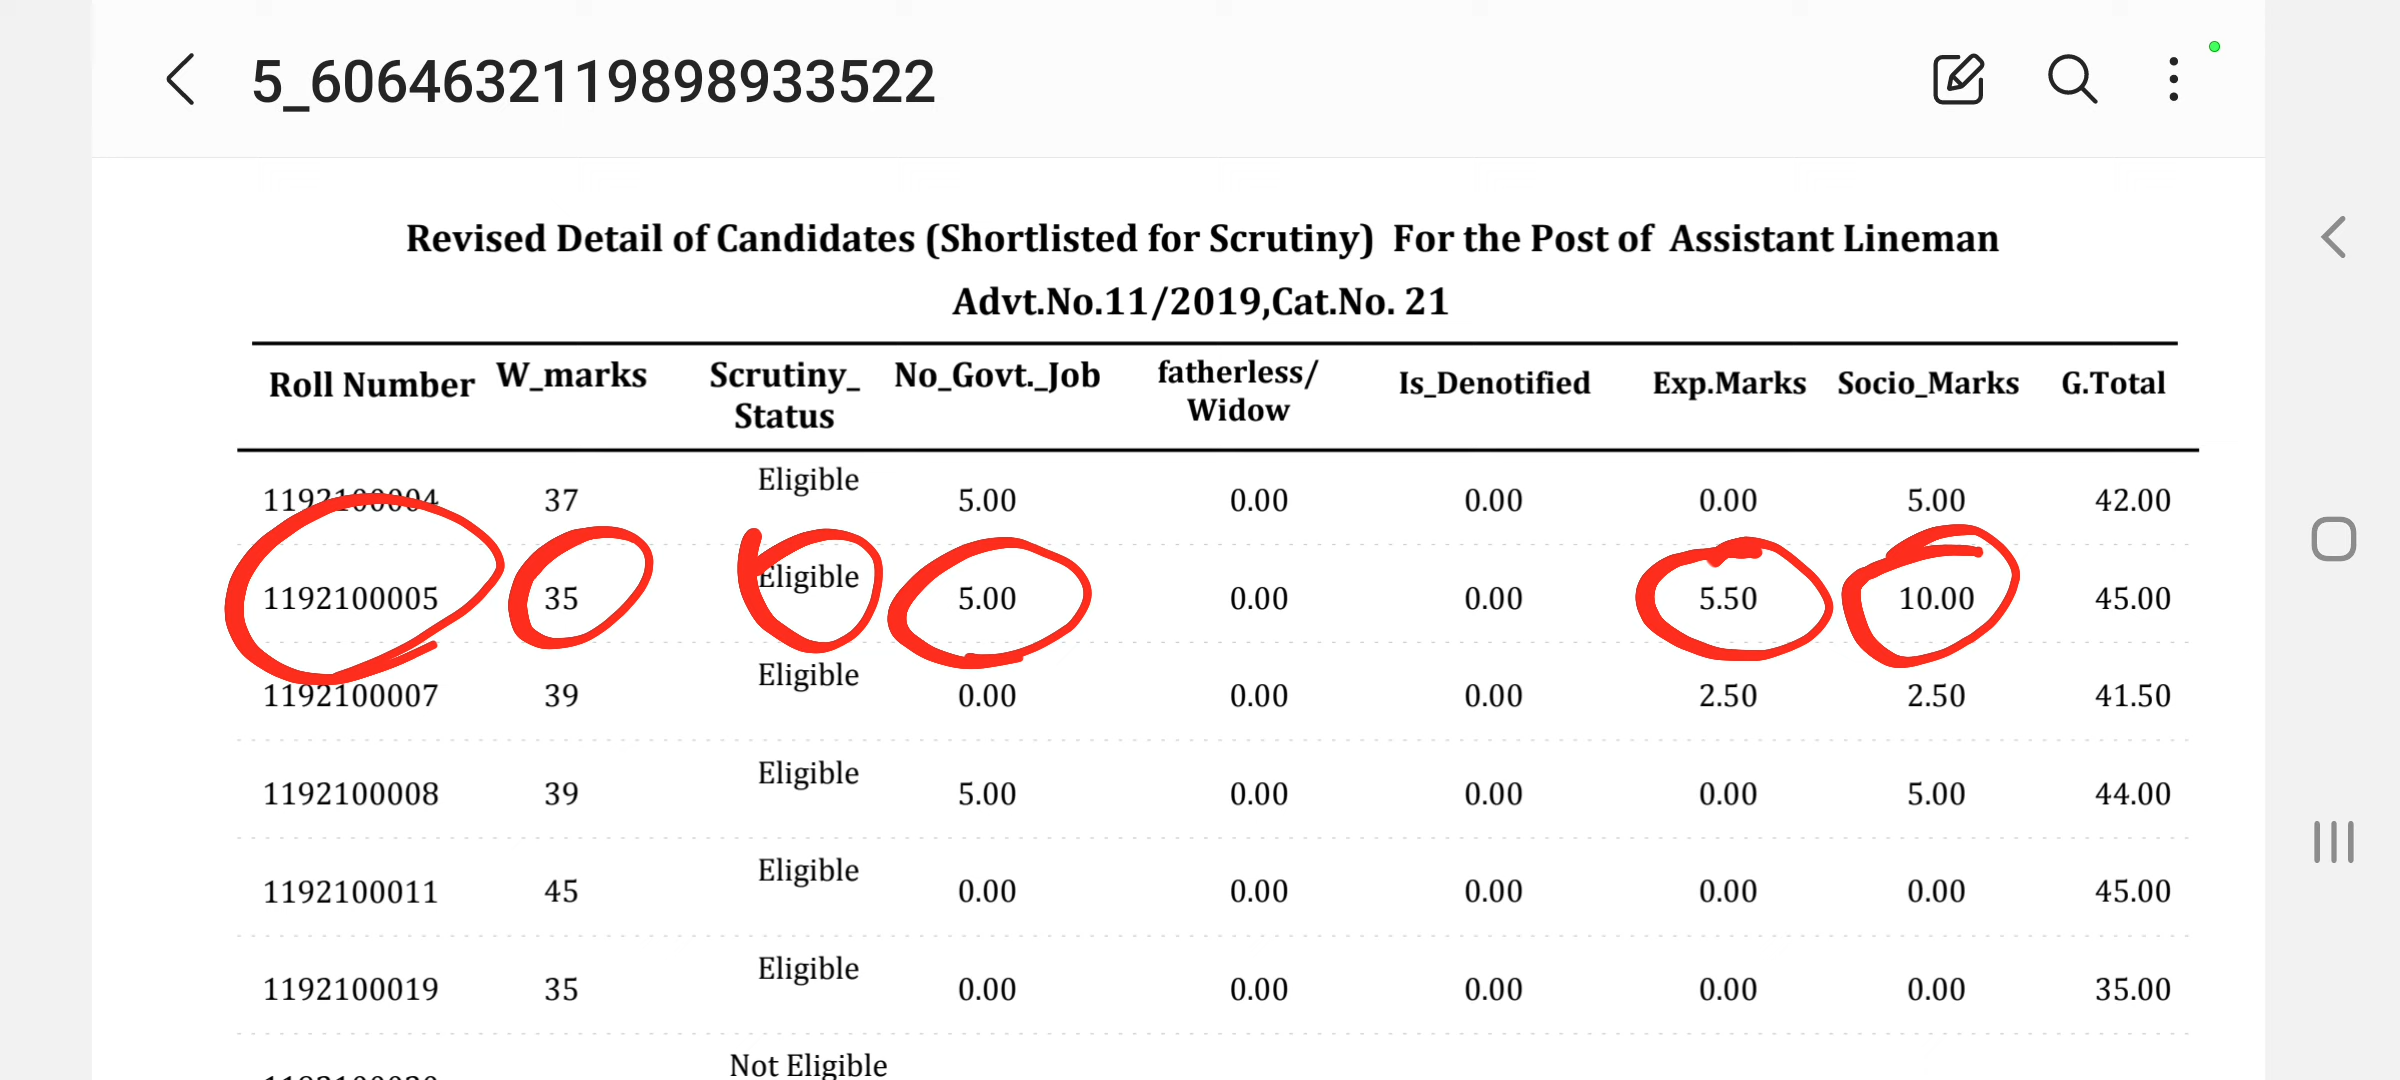 5_6064632119898933522
Revised Detail of Candidates (Shortlisted for Scrutiny) For the Post of Assistant Lineman
Advt.No.11/2019,Cat.No. 21
Roll Number W_marks Scrutiny_ Status No_Govt._Job fatherless/ Widow Is_Denotified Exp.Marks Socio_Marks G.Total
1192100004 37 Eligible 5.00 0.00 0.00 0.00 5.00 42.00
1192100005 35 Eligible 5.00 0.00 0.00 5.50 10.00 45.00
1192100007 39 Eligible 0.00 0.00 0.00 2.50 2.50 41.50
1192100008 39 Eligible 5.00 0.00 0.00 0.00 5.00 44.00
1192100011 45 Eligible 0.00 0.00 0.00 0.00 0.00 45.00
1192100019 35 Eligible 0.00 0.00 0.00 0.00 0.00 35.00
Not Eligible